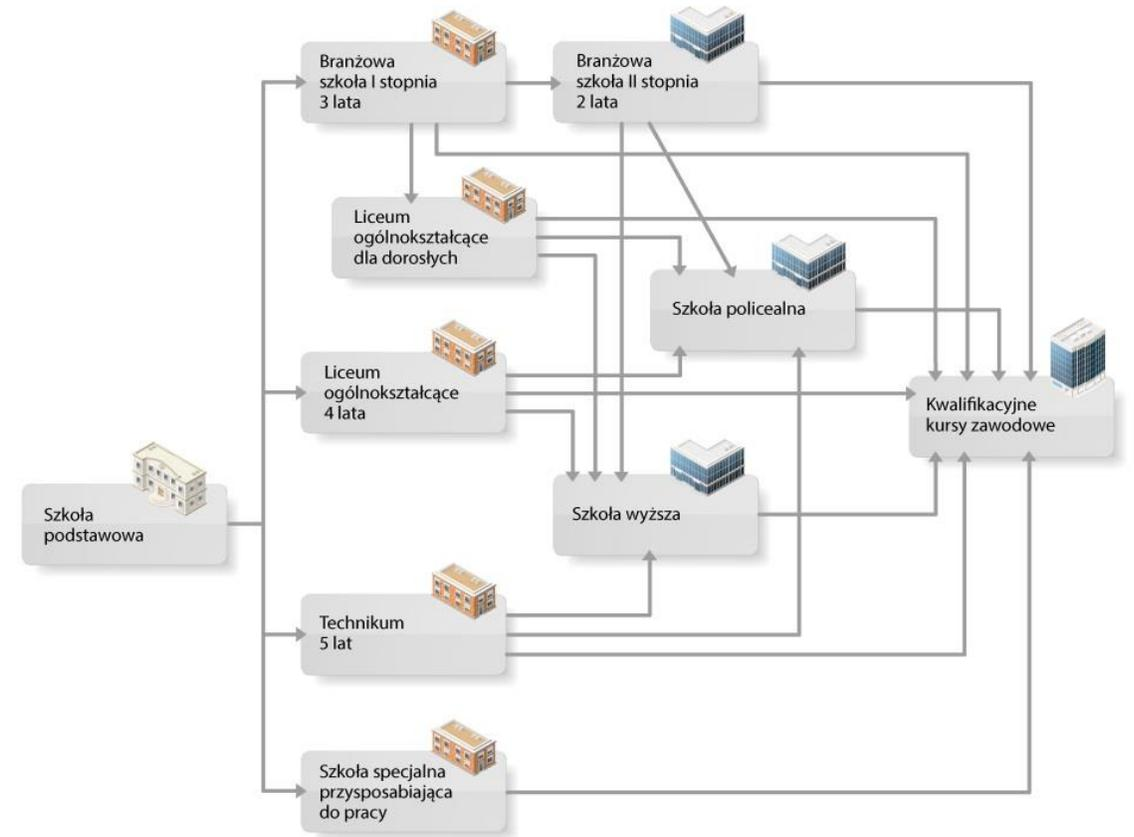 Branżowa
szkoła I stopnia
3 lata
Branżowa
szkoła II stopnia
2 lata
Liceum
ogólnokształcące
dla dorosłych
Szkoła policealna
Liceum
ogólnokształcące
4 lata
Kwalifikacyjne
kursy zawodowe
Szkoła
podstawowa
Szkoła wyższa
Technikum
5 lat
Szkoła specjalna
przysposabiająca
do pracy